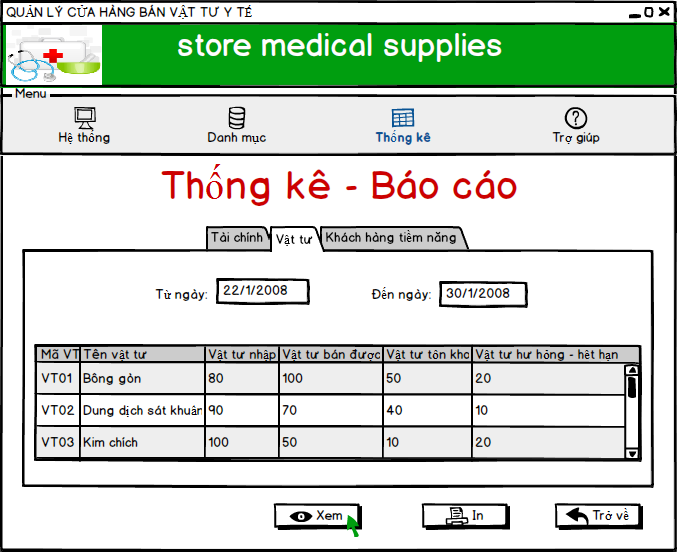 QUẢN LÝ CỬA HÀNG BÁN VẬT TƯ Y TẾ
store medical supplies
Menu
Hệ thống Danh mục Thống kê Trợ giúp
Thống kê - Báo cáo
Tài chính Vật tư Khách hàng tiềm năng
Từ ngày: 22/1/2008 Đến ngày: 30/1/2008
Mã VT Tên vật tư Vật tư nhập Vật tư bán được Vật tư tồn kho Vật tư hư hỏng - hết hạn
VT01 Bông gòn 80 100 50 20
VT02 Dung dịch sát khuẩn 90 70 40 10
VT03 Kim chích 100 50 10 20
Xem In Trở về